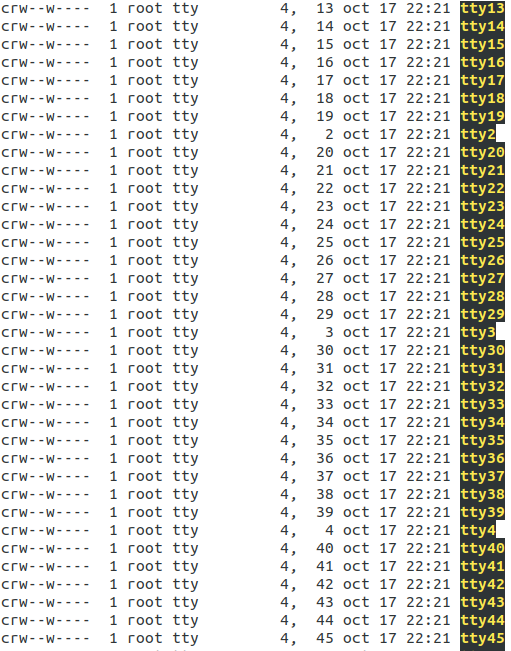 crw--w---- 1 root tty 4, 13 oct 17 22:21 tty13
crw--w---- 1 root tty 4, 14 oct 17 22:21 tty14
crw--w---- 1 root tty 4, 15 oct 17 22:21 tty15
crw--w---- 1 root tty 4, 16 oct 17 22:21 tty16
crw--w---- 1 root tty 4, 17 oct 17 22:21 tty17
crw--w---- 1 root tty 4, 18 oct 17 22:21 tty18
crw--w---- 1 root tty 4, 19 oct 17 22:21 tty19
crw--w---- 1 root tty 4, 2 oct 17 22:21 tty2
crw--w---- 1 root tty 4, 20 oct 17 22:21 tty20
crw--w---- 1 root tty 4, 21 oct 17 22:21 tty21
crw--w---- 1 root tty 4, 22 oct 17 22:21 tty22
crw--w---- 1 root tty 4, 23 oct 17 22:21 tty23
crw--w---- 1 root tty 4, 24 oct 17 22:21 tty24
crw--w---- 1 root tty 4, 25 oct 17 22:21 tty25
crw--w---- 1 root tty 4, 26 oct 17 22:21 tty26
crw--w---- 1 root tty 4, 27 oct 17 22:21 tty27
crw--w---- 1 root tty 4, 28 oct 17 22:21 tty28
crw--w---- 1 root tty 4, 29 oct 17 22:21 tty29
crw--w---- 1 root tty 4, 3 oct 17 22:21 tty3
crw--w---- 1 root tty 4, 30 oct 17 22:21 tty30
crw--w---- 1 root tty 4, 31 oct 17 22:21 tty31
crw--w---- 1 root tty 4, 32 oct 17 22:21 tty32
crw--w---- 1 root tty 4, 33 oct 17 22:21 tty33
crw--w---- 1 root tty 4, 34 oct 17 22:21 tty34
crw--w---- 1 root tty 4, 35 oct 17 22:21 tty35
crw--w---- 1 root tty 4, 36 oct 17 22:21 tty36
crw--w---- 1 root tty 4, 37 oct 17 22:21 tty37
crw--w---- 1 root tty 4, 38 oct 17 22:21 tty38
crw--w---- 1 root tty 4, 39 oct 17 22:21 tty39
crw--w---- 1 root tty 4, 4 oct 17 22:21 tty4
crw--w---- 1 root tty 4, 40 oct 17 22:21 tty40
crw--w---- 1 root tty 4, 41 oct 17 22:21 tty41
crw--w---- 1 root tty 4, 42 oct 17 22:21 tty42
crw--w---- 1 root tty 4, 43 oct 17 22:21 tty43
crw--w---- 1 root tty 4, 44 oct 17 22:21 tty44
crw--w---- 1 root tty 4, 45 oct 17 22:21 tty45